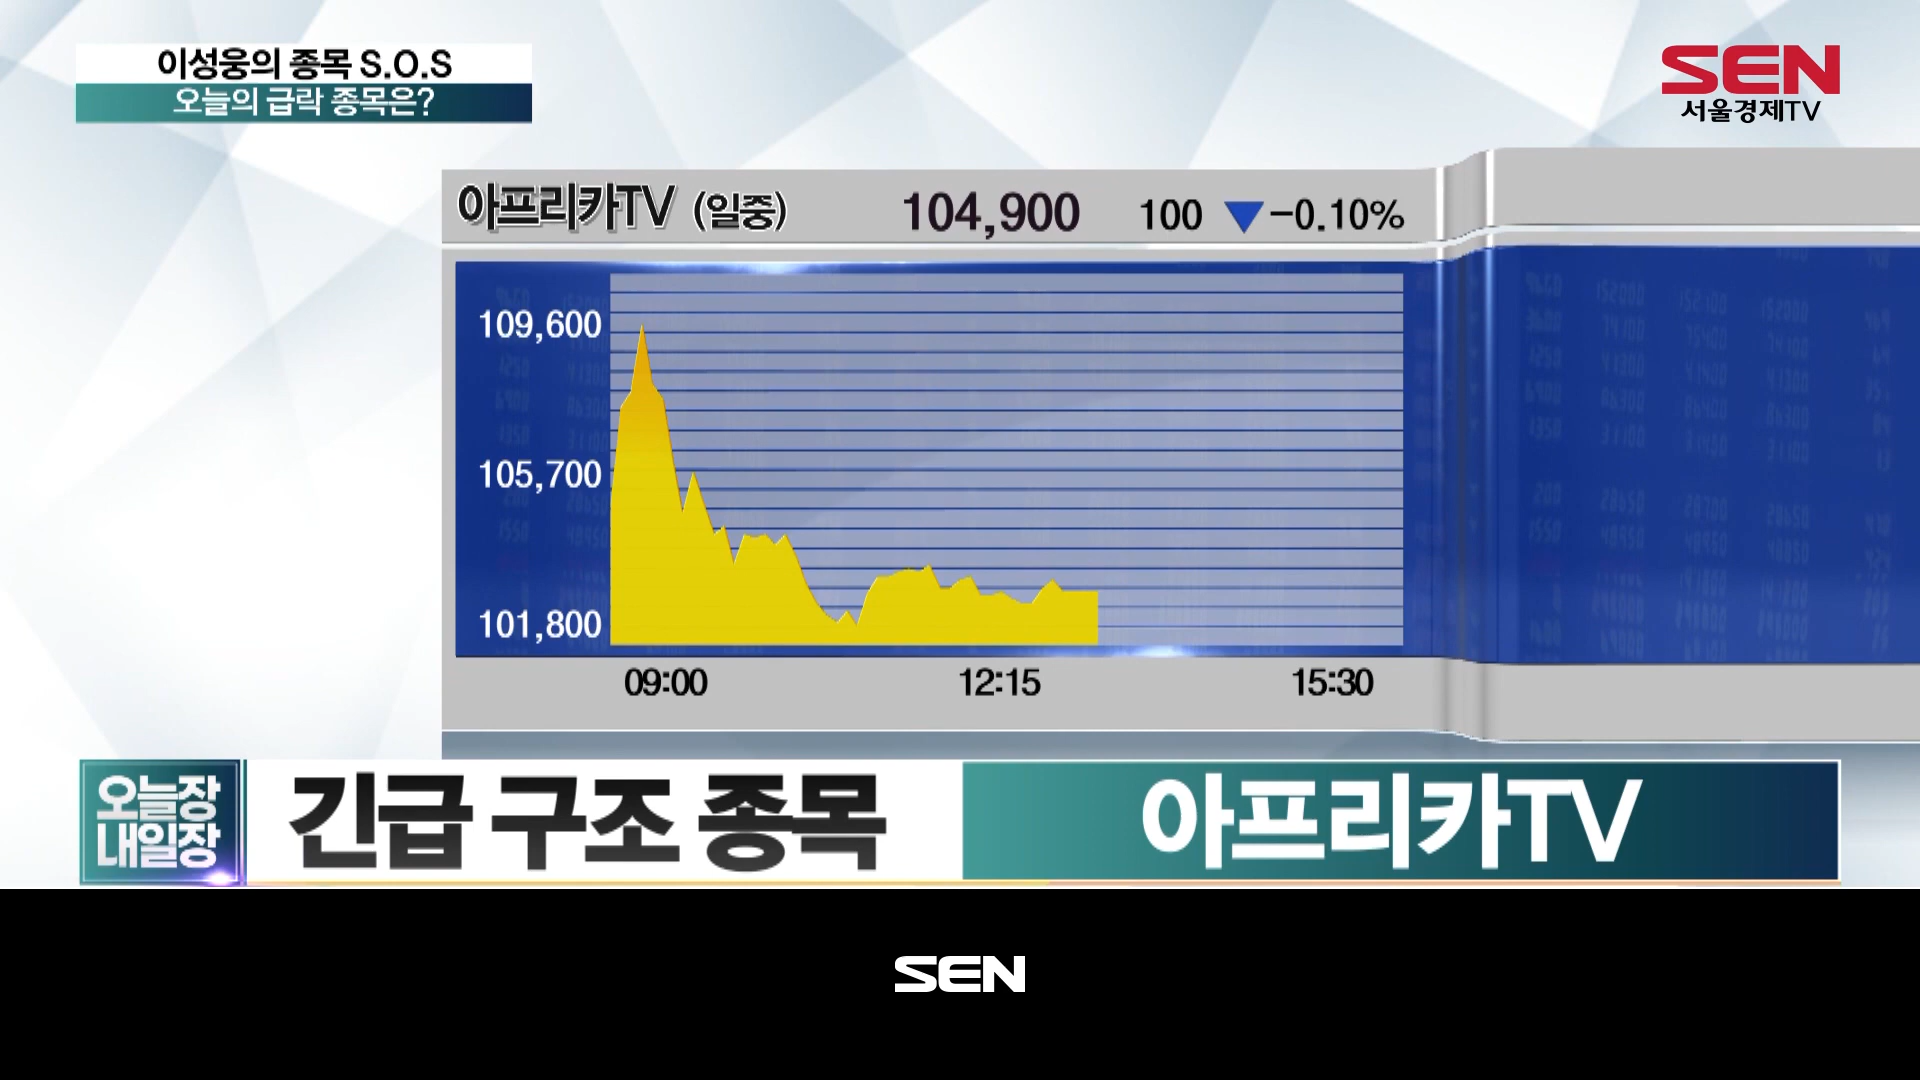 이성웅의 종목 S.O.S
오늘의 급락 종목은?
SEN
서울경제TV
아프리카TV (일중) 104,900 100 ▼-0.10%
109,600
105,700
101,800
09:00 12:15 15:30
오늘장
내일장
긴급 구조 종목
아프리카TV
SEN